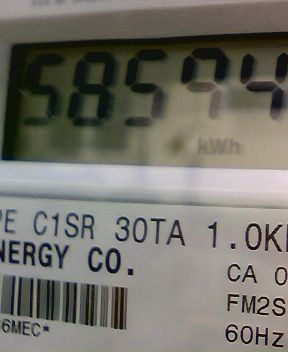 58594
kWh
PE C1SR 30TA 1.0K
NERGY CO.
CA 0
FM2S
6MEC*
60Hz